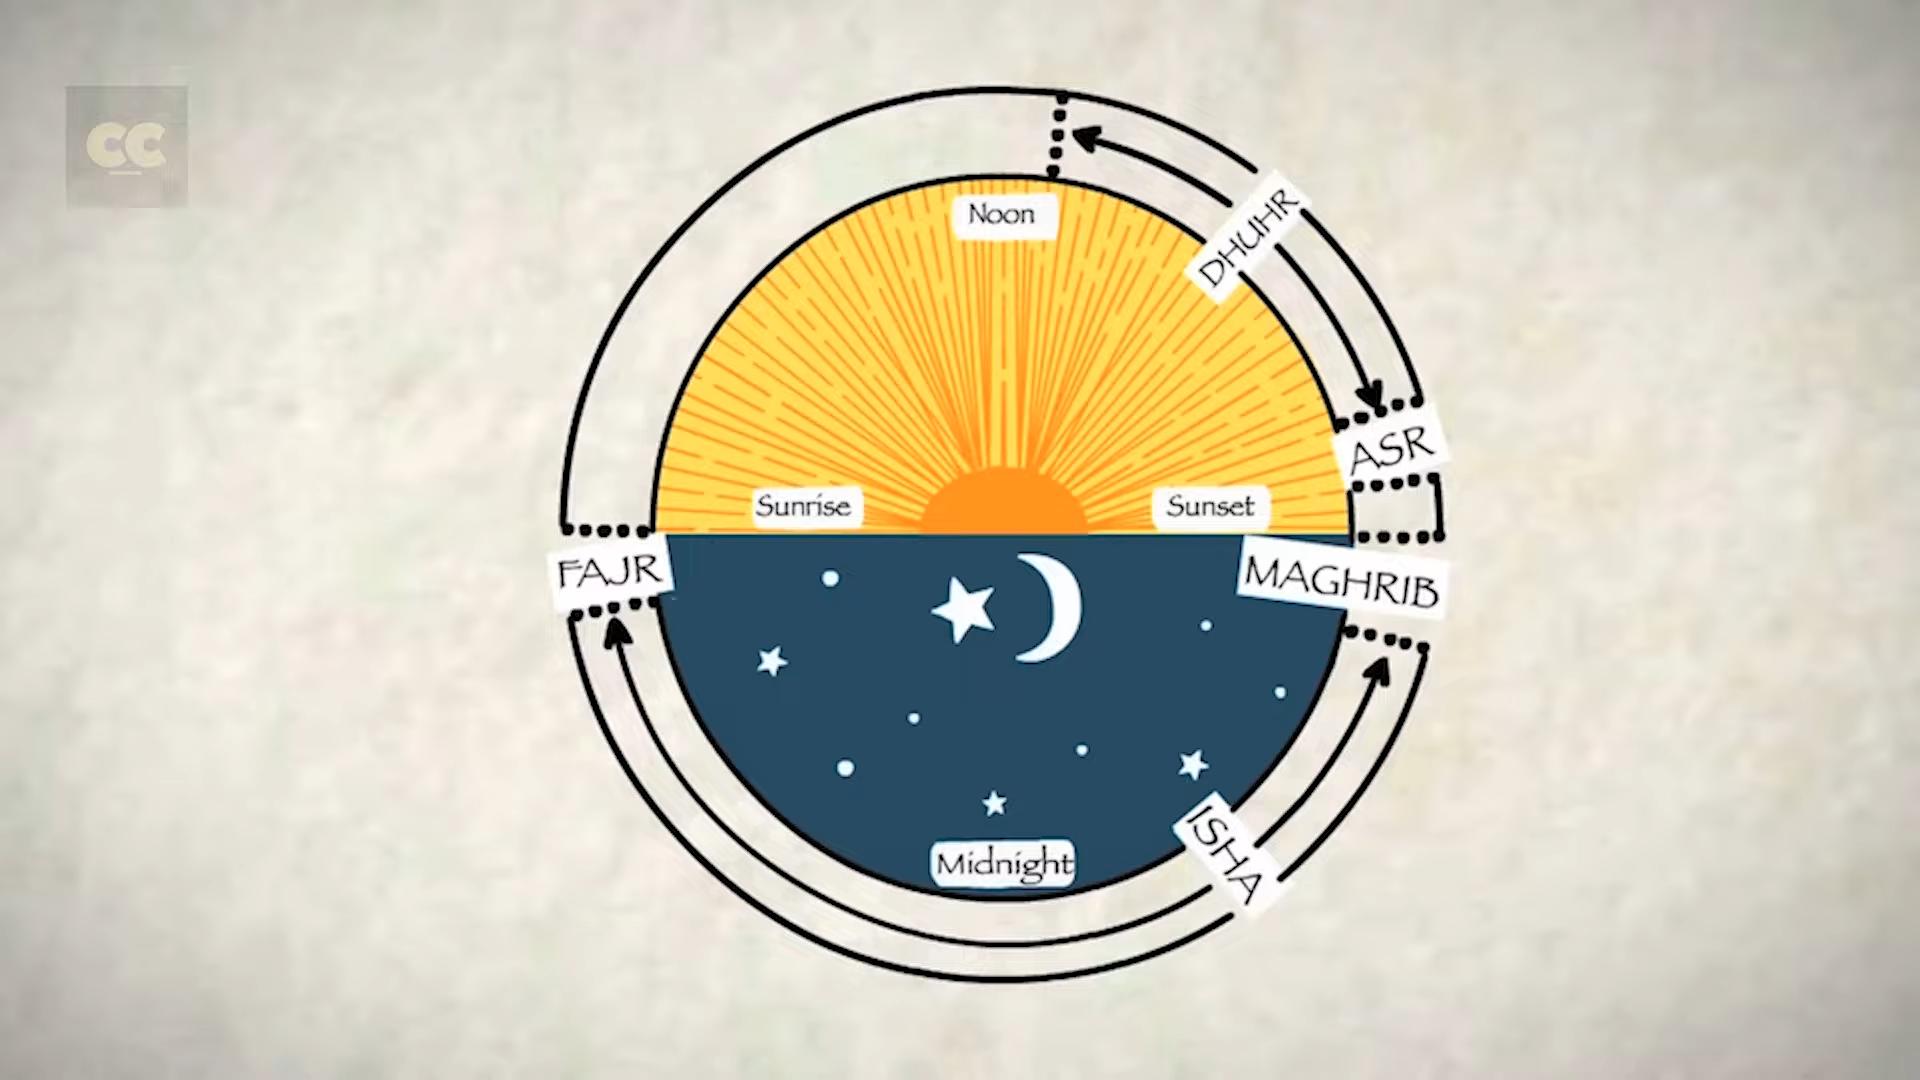 CC
Noon
DHUHR
ASR
Sunrise
Sunset
FAJR
MAGHRIB
ISHA
Midnight